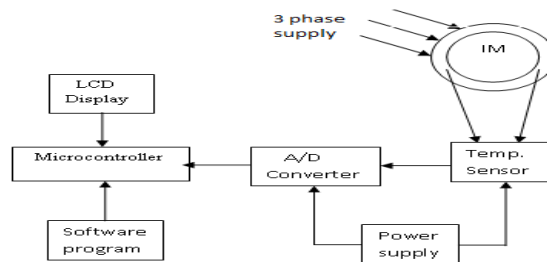 3 phase
supply
IM
LCD
Display
Microcontroller
A/D
Converter
Temp.
Sensor
Software
program
Power
supply